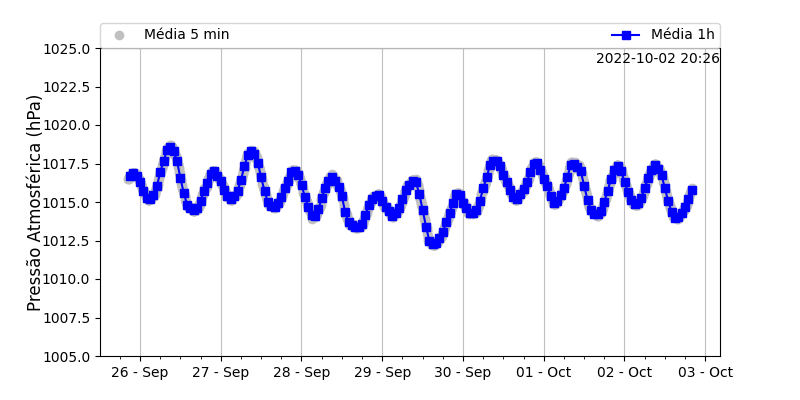 Média 5 min
Média 1h
2022-10-02 20:26
Pressão Atmosférica (hPa)
1025.0
1022.5
1020.0
1017.5
1015.0
1012.5
1010.0
1007.5
1005.0
26 - Sep
27 - Sep
28 - Sep
29 - Sep
30 - Sep
01 - Oct
02 - Oct
03 - Oct